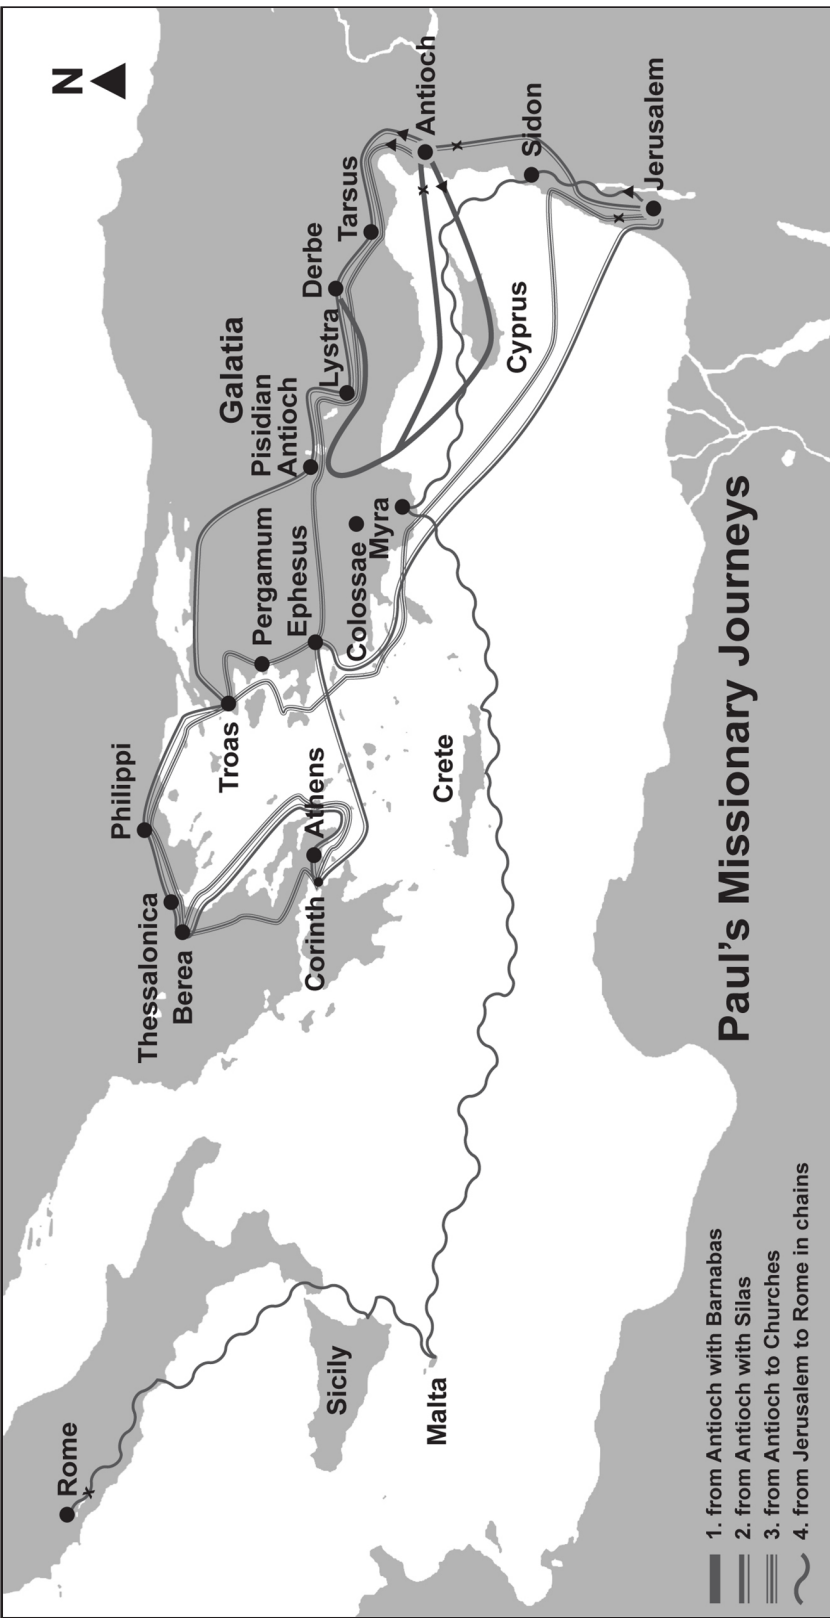 N
Rome
Sicily
Malta
Thessalonica
Berea
Philippi
Corinth
Athens
Troas
Crete
Pergamum
Ephesus
Colossae
Myra
Galatia
Pisidian
Antioch
Lystra
Derbe
Tarsus
Cyprus
Antioch
Sidon
Jerusalem
Paul's Missionary Journeys
1. from Antioch with Barnabas
2. from Antioch with Silas
3. from Antioch to Churches
4. from Jerusalem to Rome in chains